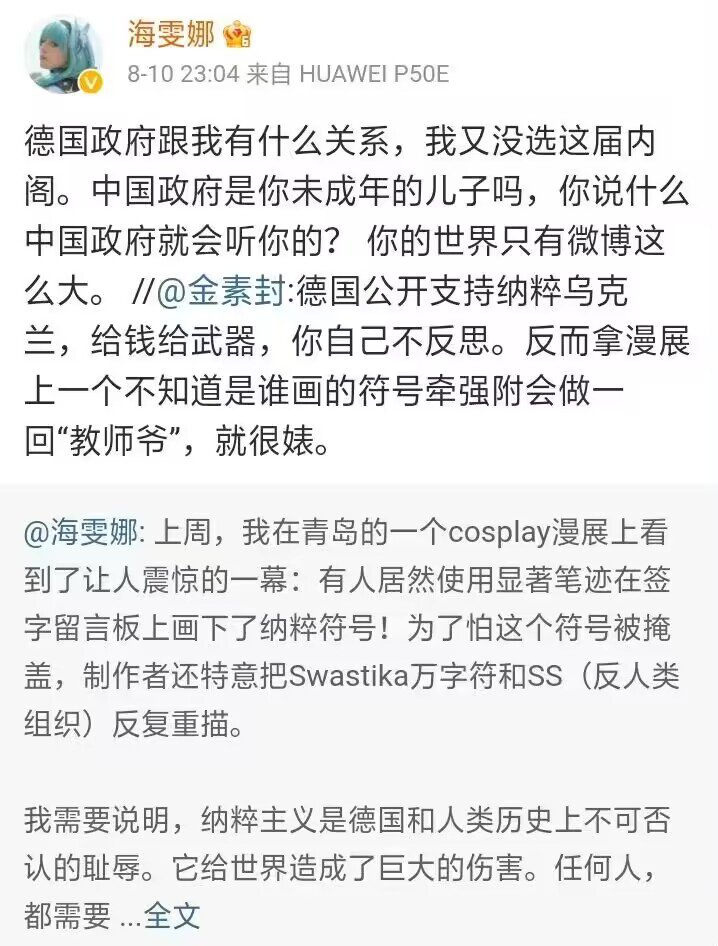 海雯娜
8-10 23:04 来自 HUAWEI P50E
德国政府跟我有什么关系，我又没选这届内
阁。中国政府是你未成年的儿子吗，你说什么
中国政府就会听你的？ 你的世界只有微博这
么大。 //@金素封:德国公开支持纳粹乌克
兰，给钱给武器，你自己不反思。反而拿漫展
上一个不知道是谁画的符号牵强附会做一
回“教师爷”，就很婊。
@海雯娜: 上周，我在青岛的一个cosplay漫展上看
到了让人震惊的一幕：有人居然使用显著笔迹在签
字留言板上画下了纳粹符号！为了怕这个符号被掩
盖，制作者还特意把Swastika万字符和SS（反人类
组织）反复重描。
我需要说明，纳粹主义是德国和人类历史上不可否
认的耻辱。它给世界造成了巨大的伤害。任何人，
都需要 ...全文